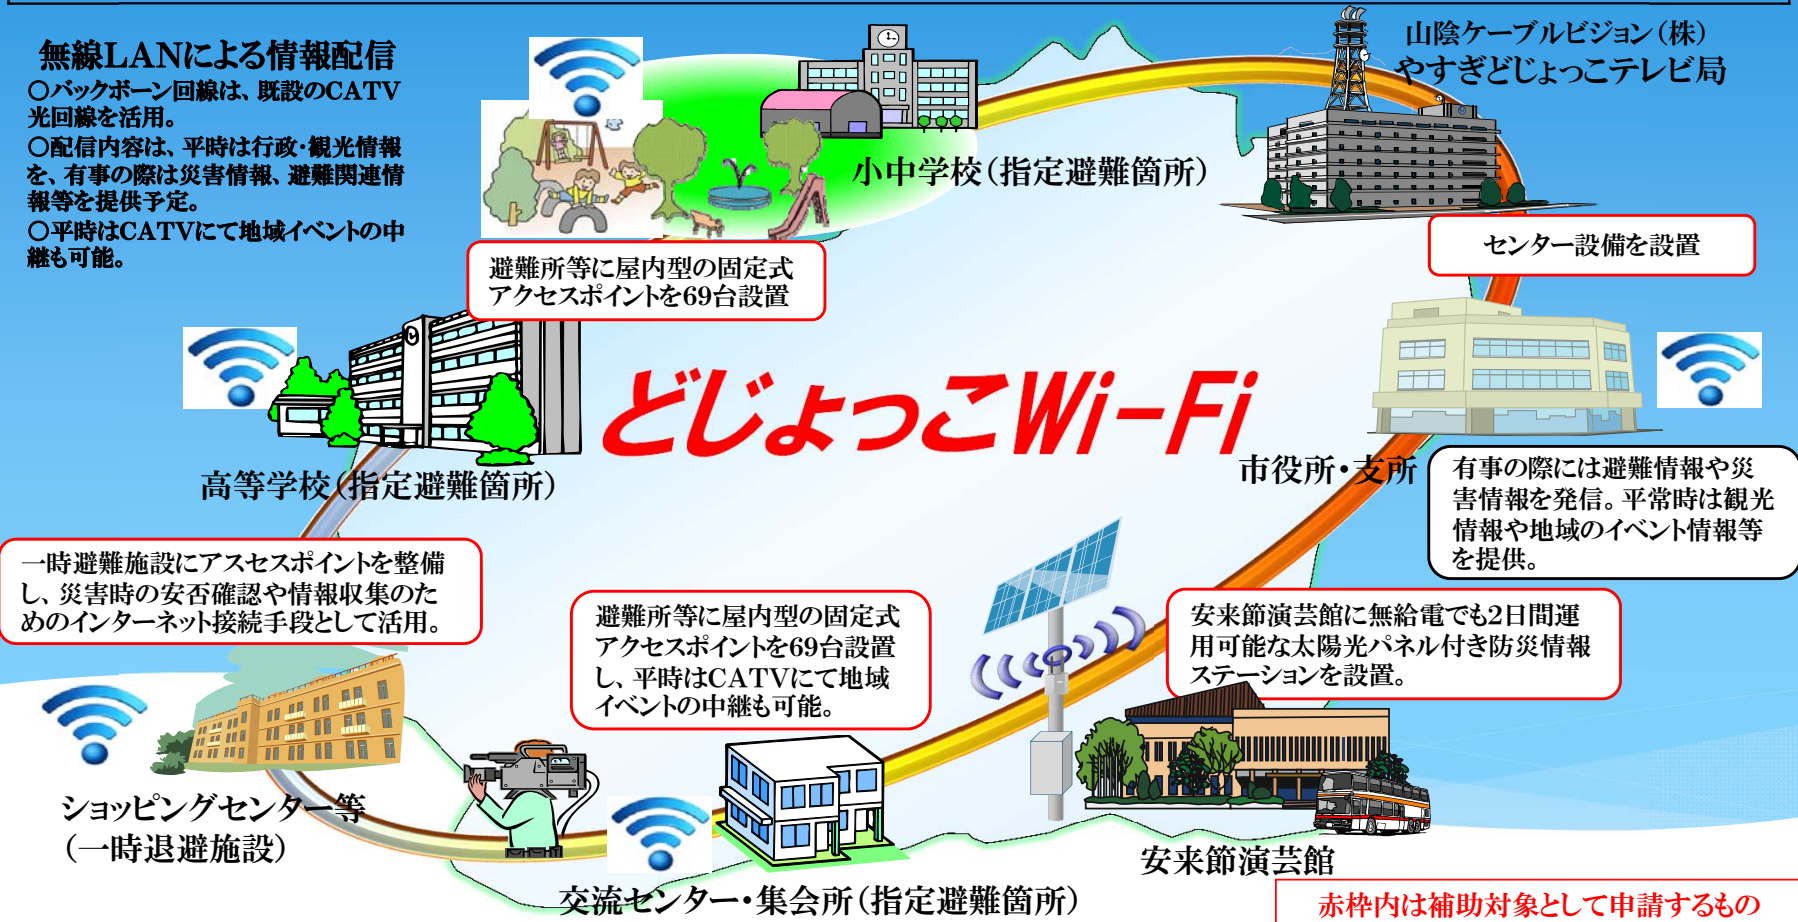 無線LANによる情報配信
○バックボーン回線は、既設のCATV
光回線を活用。
○配信内容は、平時は行政・観光情報
を、有事の際は災害情報、避難関連情
報等を提供予定。
○平時はCATVにて地域イベントの中
継も可能。
小中学校（指定避難箇所）
山陰ケーブルビジョン（株）
やすぎどじょっこテレビ局
センター設備を設置
避難所等に屋内型の固定式
アクセスポイントを69台設置
どじょっこWi-Fi
高等学校（指定避難箇所）
市役所・支所
有事の際には避難情報や災
害情報を発信。平常時は観光
情報や地域のイベント情報等
を提供。
一時避難施設にアスセスポイントを整備
し、災害時の安否確認や情報収集のた
めのインターネット接続手段として活用。
避難所等に屋内型の固定式
アクセスポイントを69台設置
し、平時はCATVにて地域
イベントの中継も可能。
安来節演芸館に無給電でも2日間運
用可能な太陽光パネル付き防災情報
ステーションを設置。
ショッピングセンター等
（一時退避施設）
交流センター・集会所（指定避難箇所）
安来節演芸館
赤枠内は補助対象として申請するもの